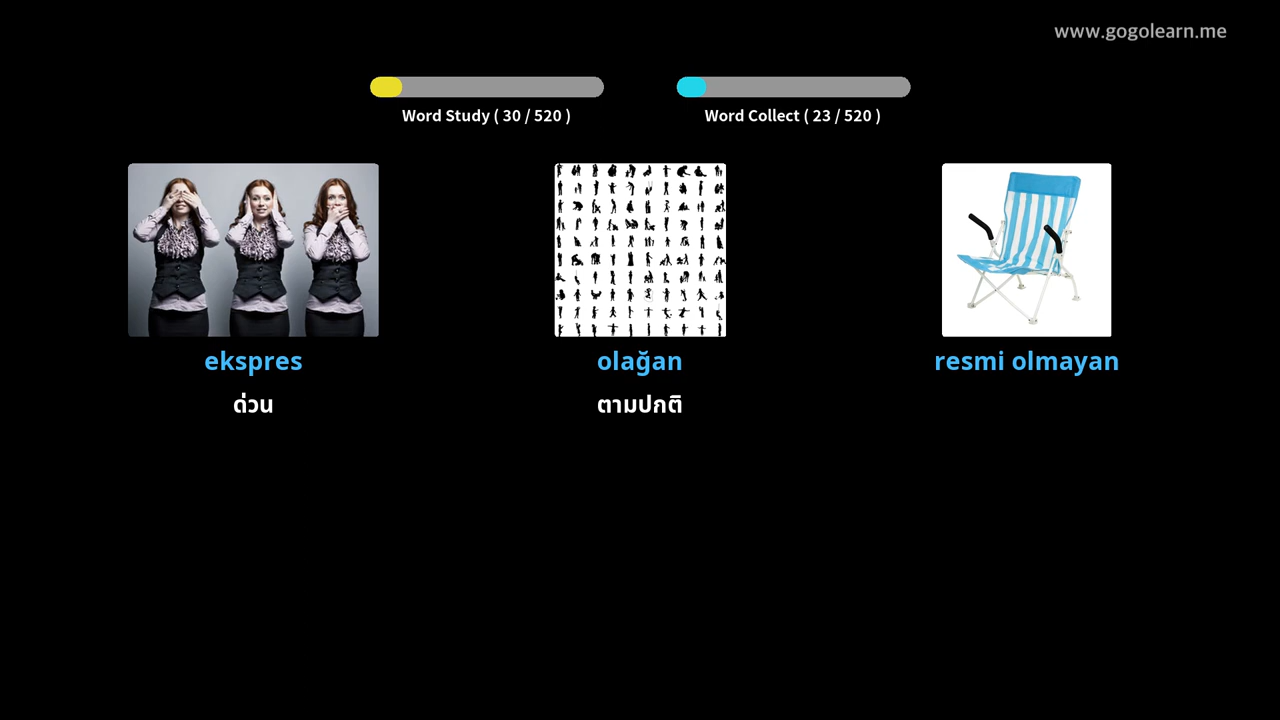 www.gogolearn.me
Word Study ( 30 / 520 )
Word Collect ( 23 / 520 )
ekspres
olağan
resmi olmayan
ด่วน
ตามปกติ